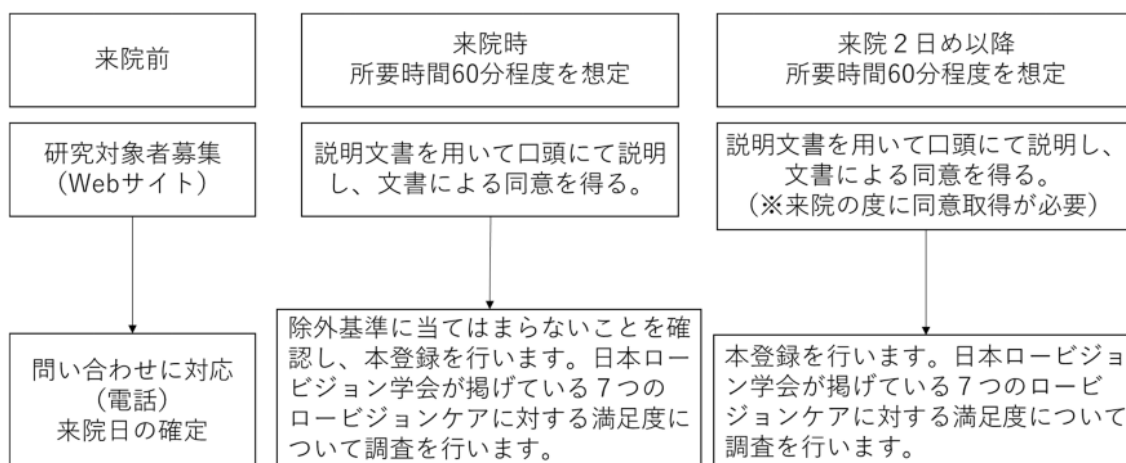 来院前
来院時
所要時間60分程度を想定
来院２日め以降
所要時間60分程度を想定
研究対象者募集
（Webサイト）
説明文書を用いて口頭にて説明
し、文書による同意を得る。
説明文書を用いて口頭にて説明し、
文書による同意を得る。
（※来院の度に同意取得が必要）
問い合わせに対応
（電話）
来院日の確定
除外基準に当てはまらないことを確
認し、本登録を行います。日本ロー
ビジョン学会が掲げている７つの
ロービジョンケアに対する満足度に
ついて調査を行います。
本登録を行います。日本ロービジョ
ン学会が掲げている７つのロービ
ジョンケアに対する満足度について
調査を行います。